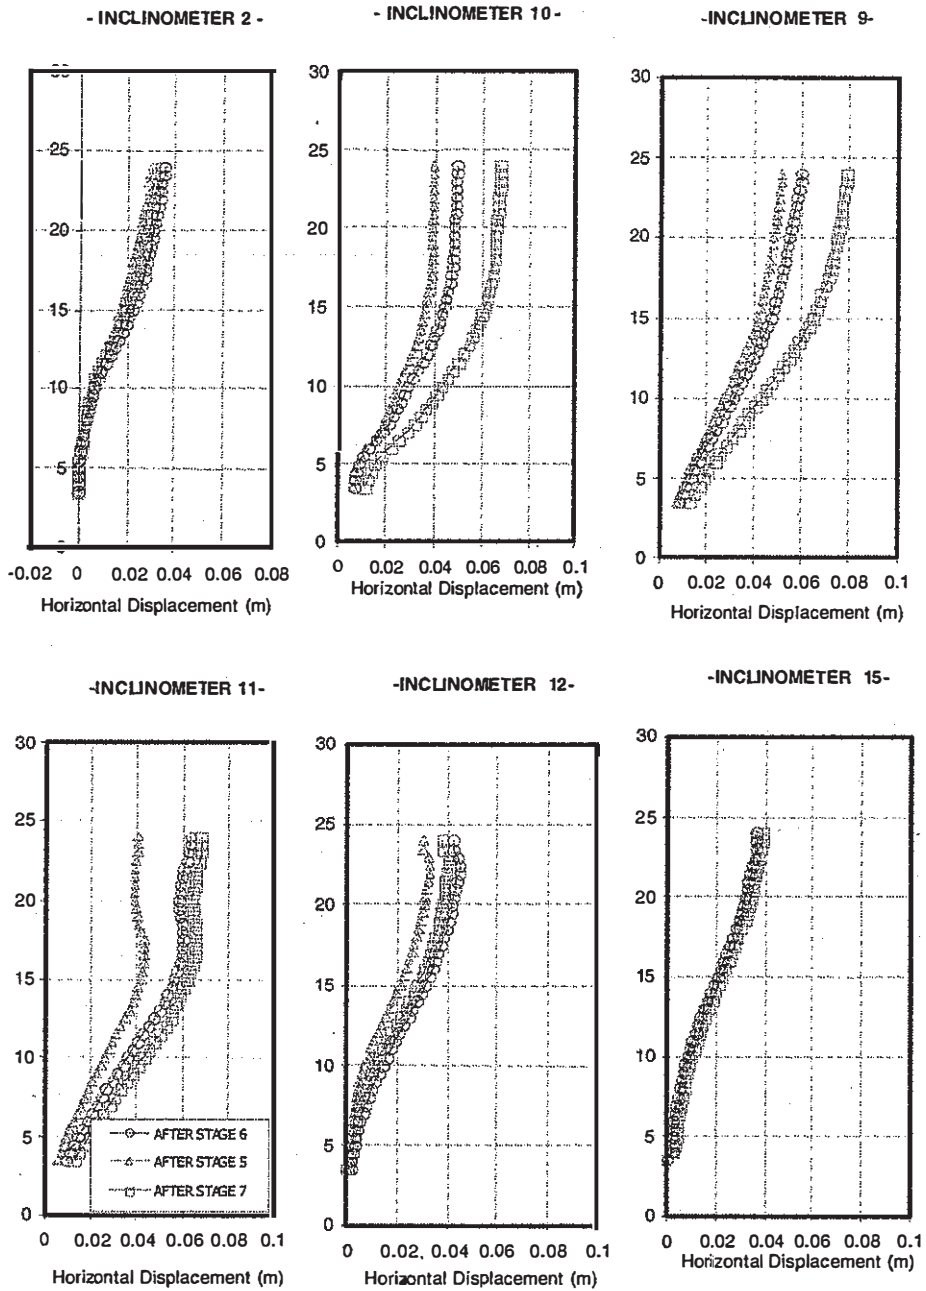 - INCLINOMETER 2 -
- INCLINOMETER 10 -
-INCLINOMETER 9-
25
20
15
10
5
-0.02 0 0.02 0.04 0.06 0.08
Horizontal Displacement (m)
30
25
20
15
10
5
0
0 0.02 0.04 0.06 0.08 0.1
Horizontal Displacement (m)
30
25
20
15
10
5
0
0 0.02 0.04 0.06 0.08 0.1
Horizontal Displacement (m)
-INCLINOMETER 11-
-INCLINOMETER 12-
-INCLINOMETER 15-
30
25
20
15
10
5
0
AFTER STAGE 6
AFTER STAGE 5
AFTER STAGE 7
0 0.02 0.04 0.06 0.08 0.1
Horizontal Displacement (m)
30
25
20
15
10
5
0
0 0.02 0.04 0.06 0.08 0.1
Horizontal Displacement (m)
30
25
20
15
10
5
0
0 0.02 0.04 0.06 0.08 0.1
Horizontal Displacement (m)